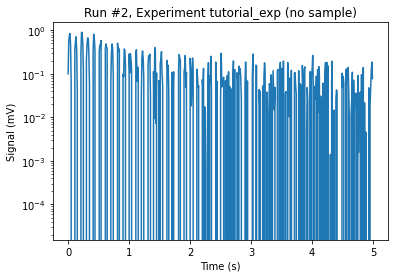 Run #2, Experiment tutorial_exp (no sample)
Signal (mV)
10⁰
10⁻¹
10⁻²
10⁻³
10⁻⁴
0 1 2 3 4 5
Time (s)